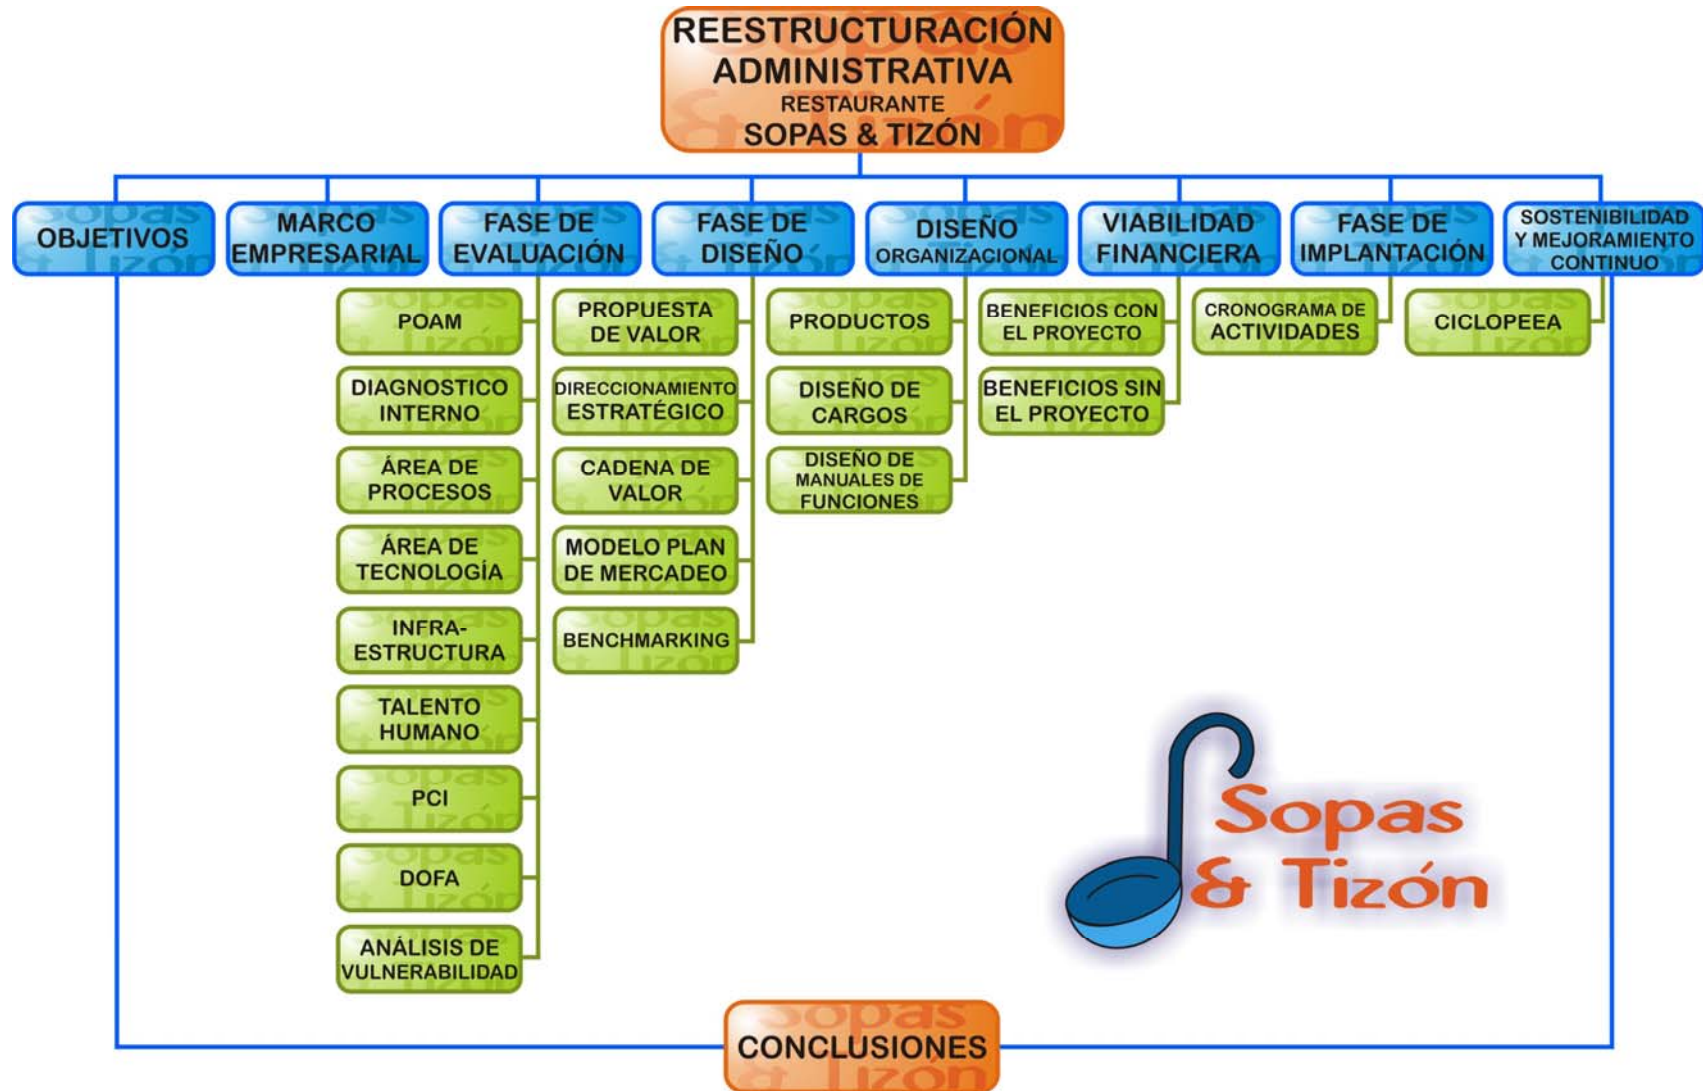 REESTRUCTURACIÓN
ADMINISTRATIVA
RESTAURANTE
SOPAS & TIZÓN
OBJETIVOS
MARCO
EMPRESARIAL
FASE DE
EVALUACIÓN
FASE DE
DISEÑO
DISEÑO
ORGANIZACIONAL
VIABILIDAD
FINANCIERA
FASE DE
IMPLANTACIÓN
SOSTENIBILIDAD
Y MEJORAMIENTO
CONTINUO
POAM
DIAGNOSTICO
INTERNO
ÁREA DE
PROCESOS
ÁREA DE
TECNOLOGÍA
INFRA-
ESTRUCTURA
TALENTO
HUMANO
PCI
DOFA
ANÁLISIS DE
VULNERABILIDAD
PROPUESTA
DE VALOR
DIRECCIONAMIENTO
ESTRATÉGICO
CADENA DE
VALOR
MODELO PLAN
DE MERCADEO
BENCHMARKING
PRODUCTOS
DISEÑO DE
CARGOS
DISEÑO DE
MANUALES DE
FUNCIONES
BENEFICIOS CON
EL PROYECTO
BENEFICIOS SIN
EL PROYECTO
CRONOGRAMA DE
ACTIVIDADES
CICLOPEEA
Sopas
& Tizón
CONCLUSIONES